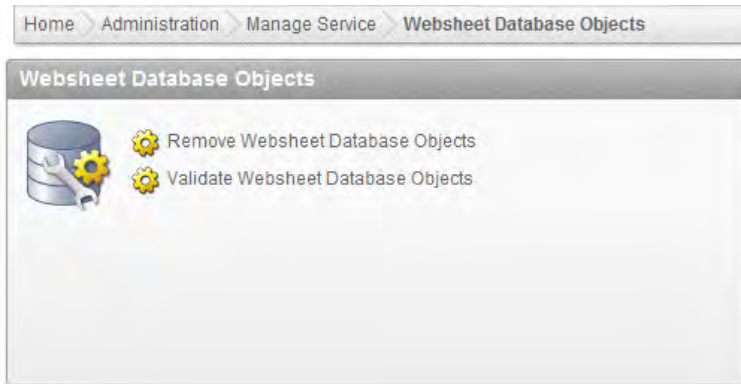 Home Administration Manage Service Websheet Database Objects
Websheet Database Objects
Remove Websheet Database Objects
Validate Websheet Database Objects